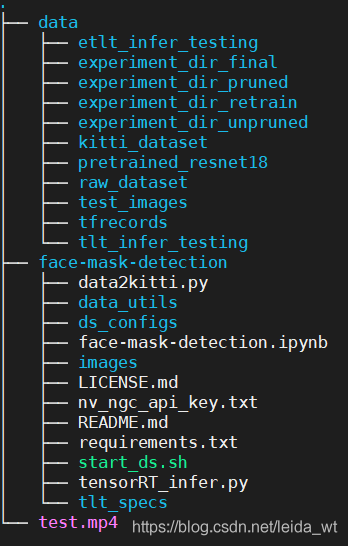 .
├── data
│   ├── etlt_infer_testing
│   ├── experiment_dir_final
│   ├── experiment_dir_pruned
│   ├── experiment_dir_retrain
│   ├── experiment_dir_unpruned
│   ├── kitti_dataset
│   ├── pretrained_resnet18
│   ├── raw_dataset
│   ├── test_images
│   ├── tfrecords
│   └── tlt_infer_testing
├── face-mask-detection
│   ├── data2kitti.py
│   ├── data_utils
│   ├── ds_configs
│   ├── face-mask-detection.ipynb
│   ├── images
│   ├── LICENSE.md
│   ├── nv_ngc_api_key.txt
│   ├── README.md
│   ├── requirements.txt
│   ├── start_ds.sh
│   ├── tensorRT_infer.py
│   └── tlt_specs
└── test.mp4
https://blog.csdn.net/leida_wt